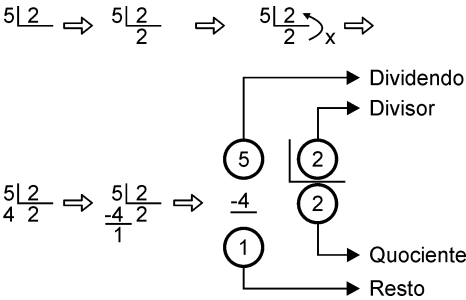 5 2 5 2 5 2
2 2 x
Dividendo
Divisor
5 2
5 2 5 2 -4 2
4 2 -4 2
1 1
Quociente
Resto